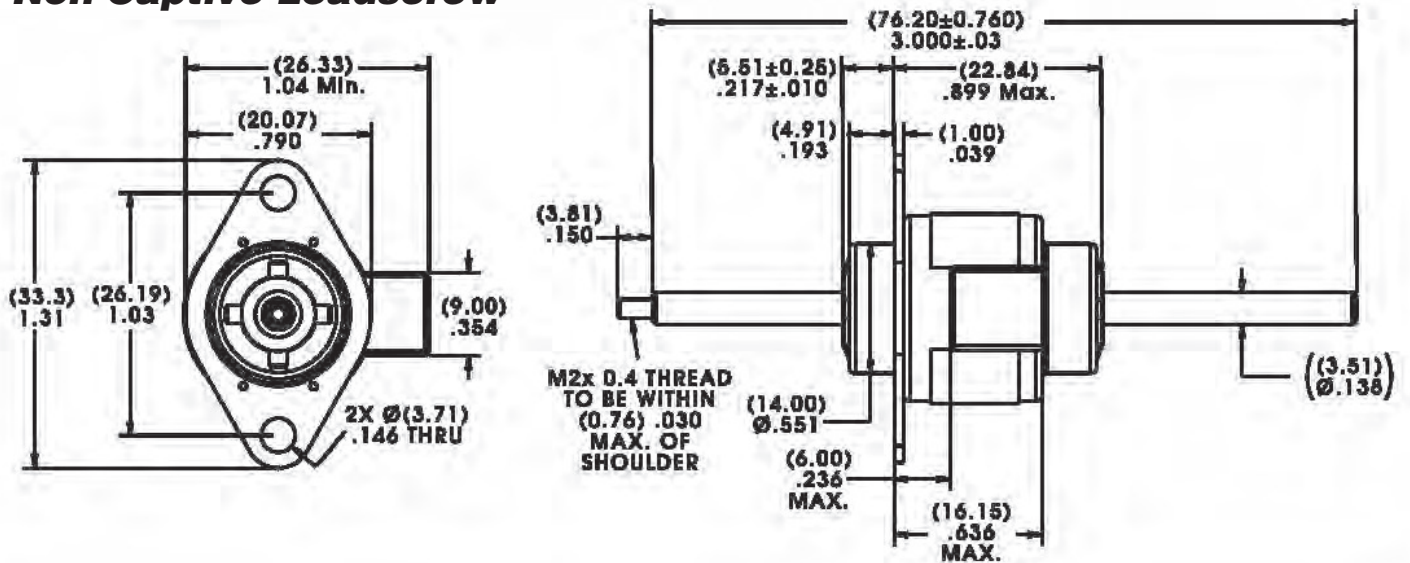 Non-Captive Leadscrew
(76.20±0.760)
3.000±.03
(26.33)
1.04 Min.
(5.51±0.25)
.217±.010
(22.84)
.899 Max.
(20.07)
.790
(4.91)
.193
(1.00)
.039
(3.81)
.150
(33.3)
1.31
(26.19)
1.03
(9.00)
.354
M2x 0.4 THREAD
TO BE WITHIN
(0.76) .030
MAX. OF
SHOULDER
(14.00)
Ø.551
(3.51)
Ø.138
2X Ø(3.71)
.146 THRU
(6.00)
.236
MAX.
(16.15)
.636
MAX.